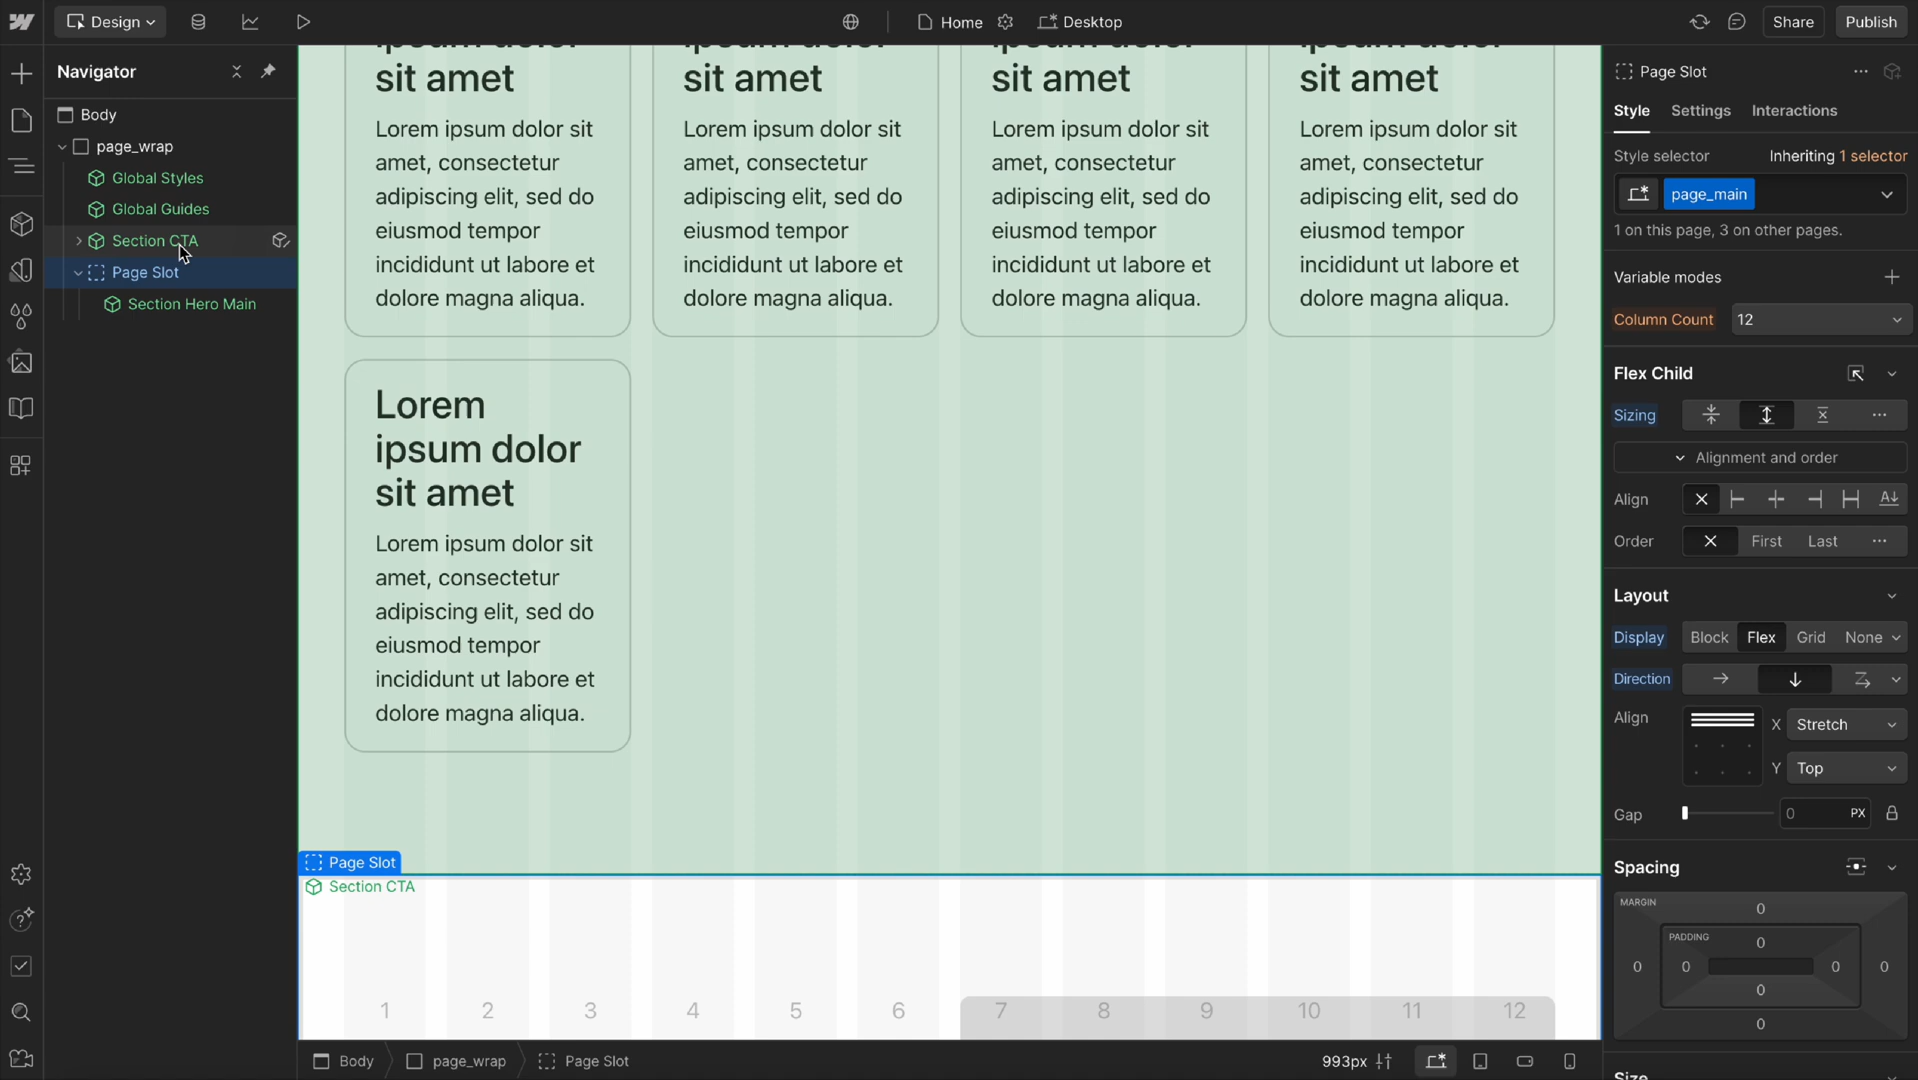 Design
Home
Desktop
Share
Publish
Navigator
Body
page_wrap
Global Styles
Global Guides
Section CTA
Page Slot
Section Hero Main
ipsum dolor
sit amet
Lorem ipsum dolor sit
amet, consectetur
adipiscing elit, sed do
eiusmod tempor
incididunt ut labore et
dolore magna aliqua.
ipsum dolor
sit amet
Lorem ipsum dolor sit
amet, consectetur
adipiscing elit, sed do
eiusmod tempor
incididunt ut labore et
dolore magna aliqua.
ipsum dolor
sit amet
Lorem ipsum dolor sit
amet, consectetur
adipiscing elit, sed do
eiusmod tempor
incididunt ut labore et
dolore magna aliqua.
ipsum dolor
sit amet
Lorem ipsum dolor sit
amet, consectetur
adipiscing elit, sed do
eiusmod tempor
incididunt ut labore et
dolore magna aliqua.
Lorem
ipsum dolor
sit amet
Lorem ipsum dolor sit
amet, consectetur
adipiscing elit, sed do
eiusmod tempor
incididunt ut labore et
dolore magna aliqua.
Page Slot
Section CTA
1 2 3 4 5 6 7 8 9 10 11 12
Body page_wrap Page Slot
993px
Page Slot
Style Settings Interactions
Style selector Inheriting 1 selector
page_main
1 on this page, 3 on other pages.
Variable modes
Column Count 12
Flex Child
Sizing
Alignment and order
Align
Order First Last
Layout
Display Block Flex Grid None
Direction
Align X Stretch
Y Top
Gap 0 PX
Spacing
MARGIN 0
PADDING 0
0 0 0 0
0
0
Size